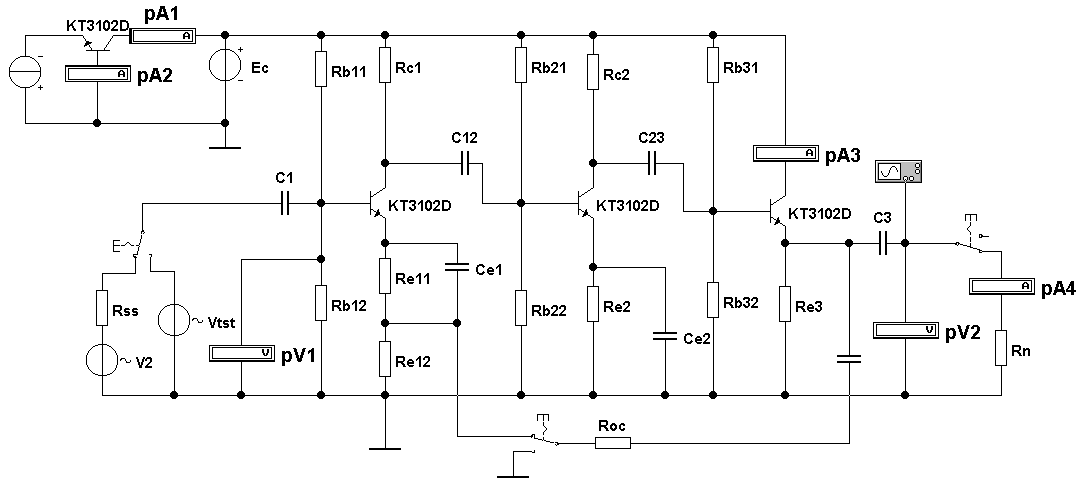 pA1
KT3102D
A
A
pA2
Ec
Rb11
Rc1
Rb21
Rc2
Rb31
C12
C23
A
pA3
C1
KT3102D
KT3102D
KT3102D
C3
E
Ce1
Re11
Rss
Vtst
Rb12
Rb22
Re2
Rb32
Re3
A
pA4
V
pV1
Ce2
V
pV2
V2
Re12
Rn
Roc